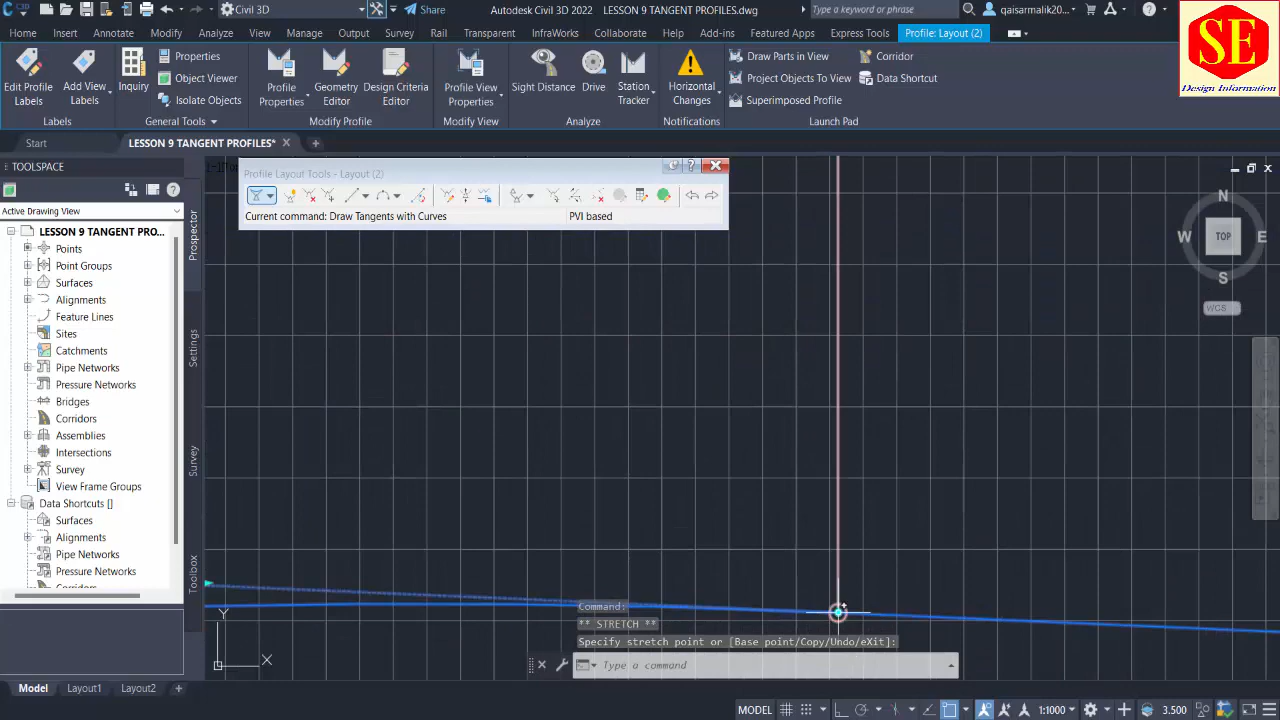 Civil 3D
Share
Autodesk Civil 3D 2022 LESSON 9 TANGENT PROFILES.dwg
Type a keyword or phrase
qaisarmalik20...
SE
Design Information
Home Insert Annotate Modify Analyze View Manage Output Survey Rail Transparent InfraWorks Collaborate Help Add-ins Featured Apps Express Tools Profile: Layout (2)
Edit Profile Labels
Add View Labels
Labels
Inquiry
Properties
Object Viewer
Isolate Objects
General Tools
Profile Properties
Geometry Editor
Design Criteria Editor
Modify Profile
Profile View Properties
Modify View
Sight Distance
Drive
Station Tracker
Analyze
Horizontal Changes
Notifications
Draw Parts in View
Project Objects To View
Superimposed Profile
Corridor
Data Shortcut
Launch Pad
Start
LESSON 9 TANGENT PROFILES*
TOOLSPACE
Active Drawing View
LESSON 9 TANGENT PRO...
Points
Point Groups
Surfaces
Alignments
Feature Lines
Sites
Catchments
Pipe Networks
Pressure Networks
Bridges
Corridors
Assemblies
Intersections
Survey
View Frame Groups
Data Shortcuts []
Surfaces
Alignments
Pipe Networks
Pressure Networks
Corridors
Prospector
Settings
Survey
Toolbox
Profile Layout Tools - Layout (2)
Current command: Draw Tangents with Curves
PVI based
N
W
TOP
E
S
WCS
Y
X
Command:
** STRETCH **
Specify stretch point or [Base point/Copy/Undo/eXit]:
Type a command
Model Layout1 Layout2
MODEL
1:1000
3.500